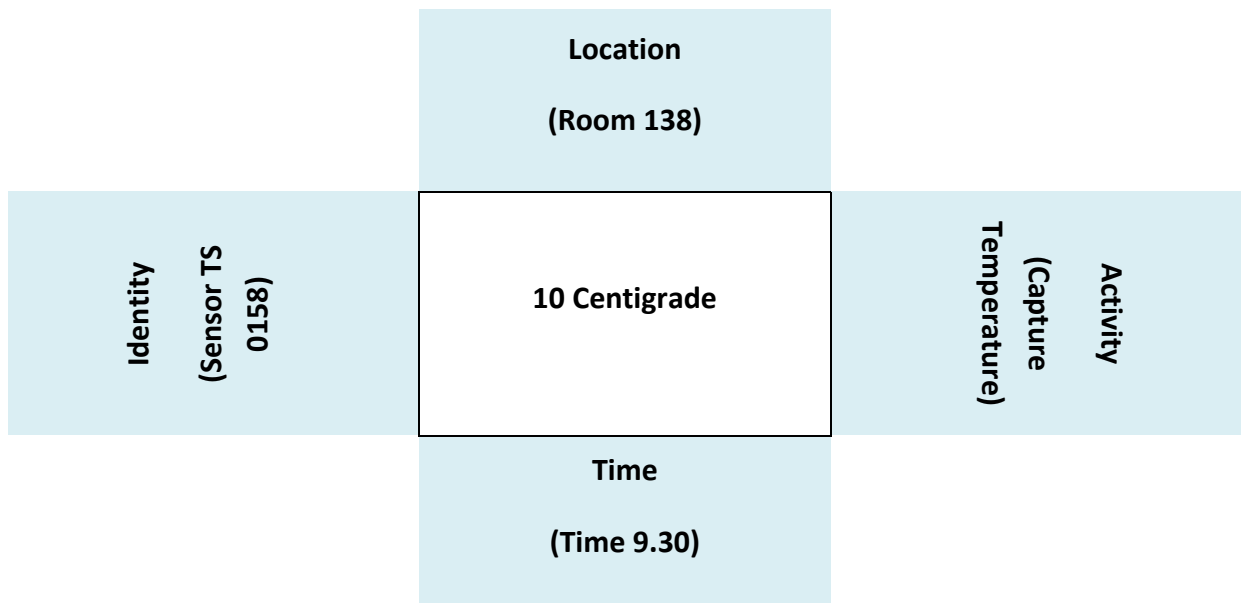 Location
(Room 138)
Identity
(Sensor TS
0158)
10 Centigrade
Activity
(Capture
Temperature)
Time
(Time 9.30)